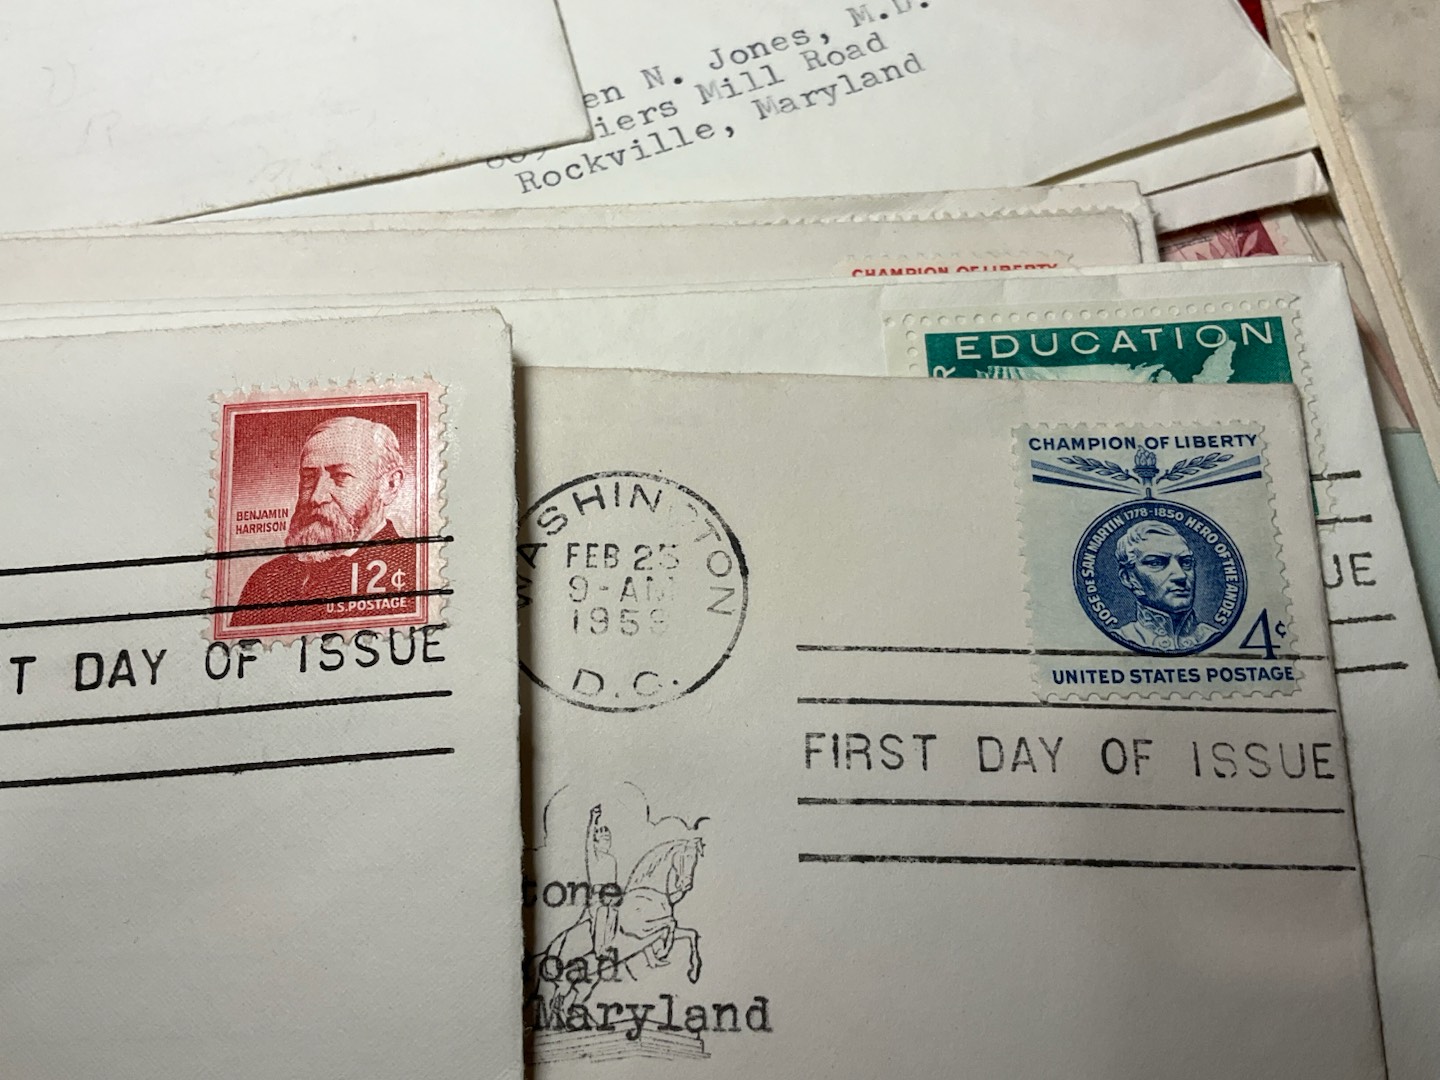 N. Jones, M.D.
Mill Road
Rockville, Maryland
CHAMPION OF LIBERTY
EDUCATION
BENJAMIN
HARRISON
12¢
U.S. POSTAGE
DAY OF ISSUE
WASHINGTON
FEB 25
9-AM
1959
D.C.
CHAMPION OF LIBERTY
JOSE DE SAN MARTIN 1778-1850 HERO OF THE ANDES
4¢
UNITED STATES POSTAGE
FIRST DAY OF ISSUE
Maryland